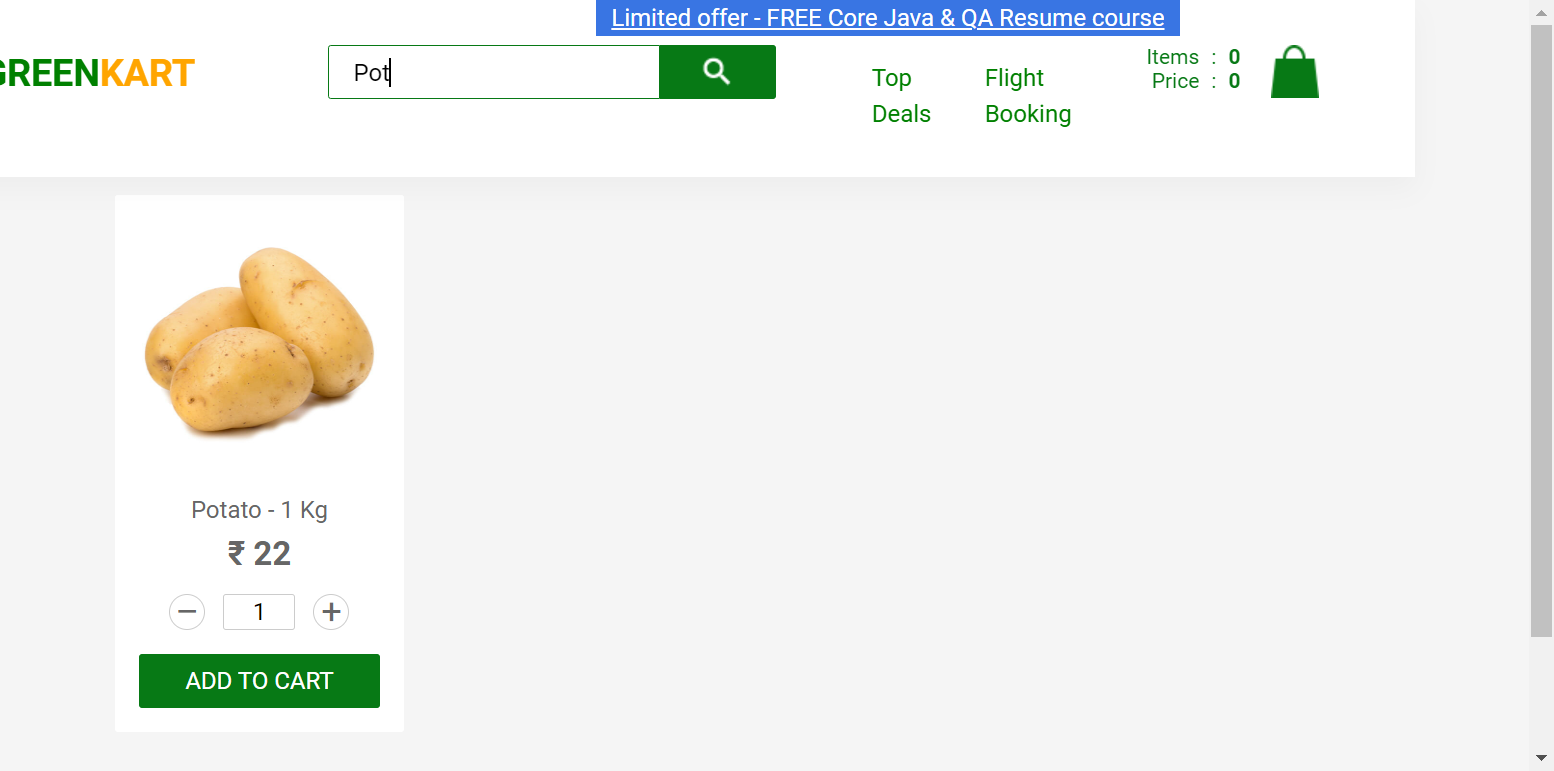 Limited offer - FREE Core Java & QA Resume course
GREENKART
Pot
Top
Deals
Flight
Booking
Items : 0
Price : 0
Potato - 1 Kg
₹ 22
− 1 +
ADD TO CART